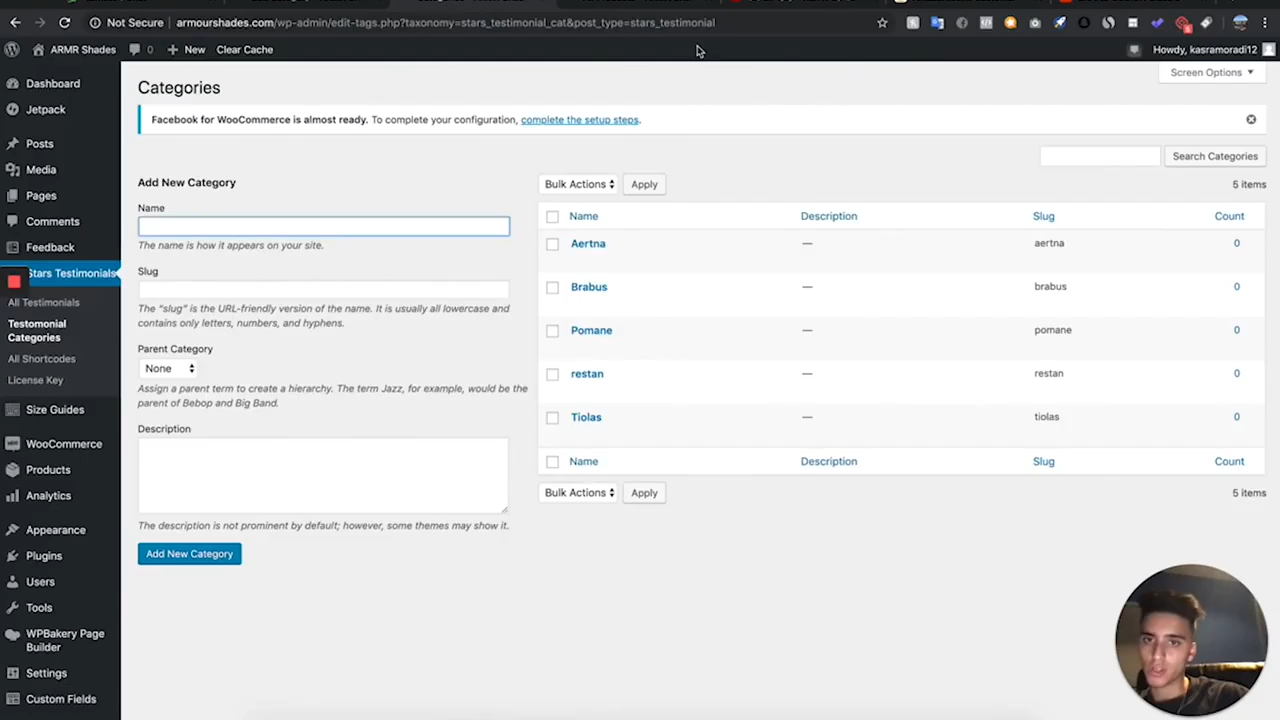 Not Secure armourshades.com/wp-admin/edit-tags.php?taxonomy=stars_testimonial_cat&post_type=stars_testimonial
ARMR Shades 0 + New Clear Cache Howdy, kasramoradi12
Screen Options
Dashboard
Jetpack
Posts
Media
Pages
Comments
Feedback
Stars Testimonials
All Testimonials
Testomonial
Categories
All Shortcodes
License Key
Size Guides
WooCommerce
Products
Analytics
Appearance
Plugins
Users
Tools
WPBakery Page
Builder
Settings
Custom Fields
Categories
Facebook for WooCommerce is almost ready. To complete your configuration, complete the setup steps.
Search Categories
Add New Category
Name
The name is how it appears on your site.
Slug
The “slug” is the URL-friendly version of the name. It is usually all lowercase and
contains only letters, numbers, and hyphens.
Parent Category
None
Assign a parent term to create a hierarchy. The term Jazz, for example, would be the
parent of Bebop and Big Band.
Description
The description is not prominent by default; however, some themes may show it.
Add New Category
Bulk Actions Apply 5 items
Name Description Slug Count
Aertna — aertna 0
Brabus — brabus 0
Pomane — pomane 0
restan — restan 0
Tiolas — tiolas 0
Name Description Slug Count
Bulk Actions Apply 5 items